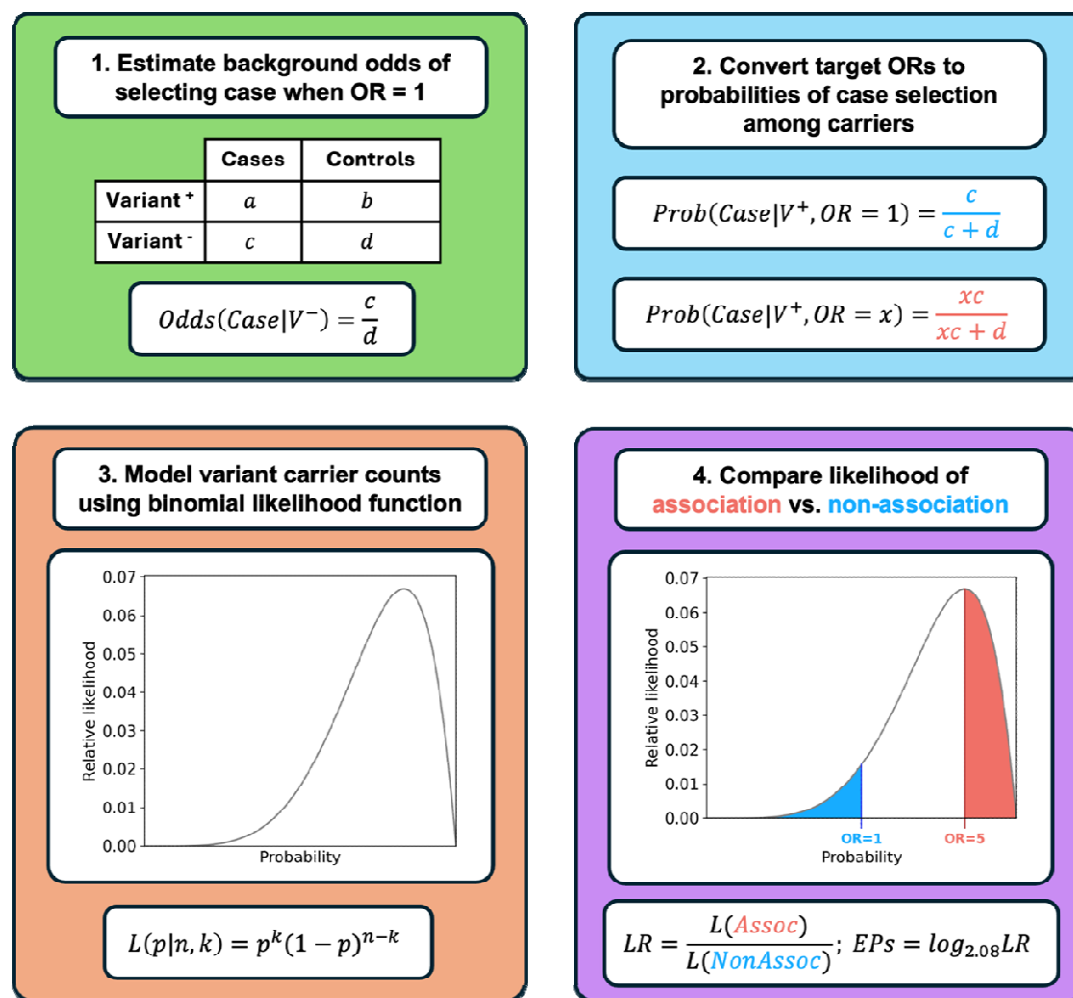 1. Estimate background odds of
selecting case when OR = 1
Cases Controls
Variant⁺ a b
Variant⁻ c d
Odds(Case|V⁻) = c/d
2. Convert target ORs to
probabilities of case selection
among carriers
Prob(Case|V⁺, OR = 1) = c/(c + d)
Prob(Case|V⁺, OR = x) = xc/(xc + d)
3. Model variant carrier counts
using binomial likelihood function
Relative likelihood
0.07
0.06
0.05
0.04
0.03
0.02
0.01
0.00
Probability
L(p|n, k) = pᵏ(1 − p)ⁿ⁻ᵏ
4. Compare likelihood of
association vs. non-association
Relative likelihood
0.07
0.06
0.05
0.04
0.03
0.02
0.01
0.00
OR=1 OR=5
Probability
LR = L(Assoc)/L(NonAssoc); EPs = log₂.₀₈LR